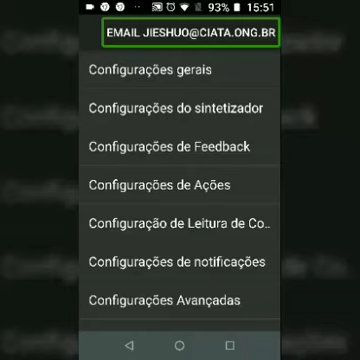 93% 15:51
EMAIL JIESHUO@CIATA.ONG.BR
Configurações gerais
Configurações do sintetizador
Configurações de Feedback
Configurações de Ações
Configuração de Leitura de Co..
Configurações de notificações
Configurações Avançadas